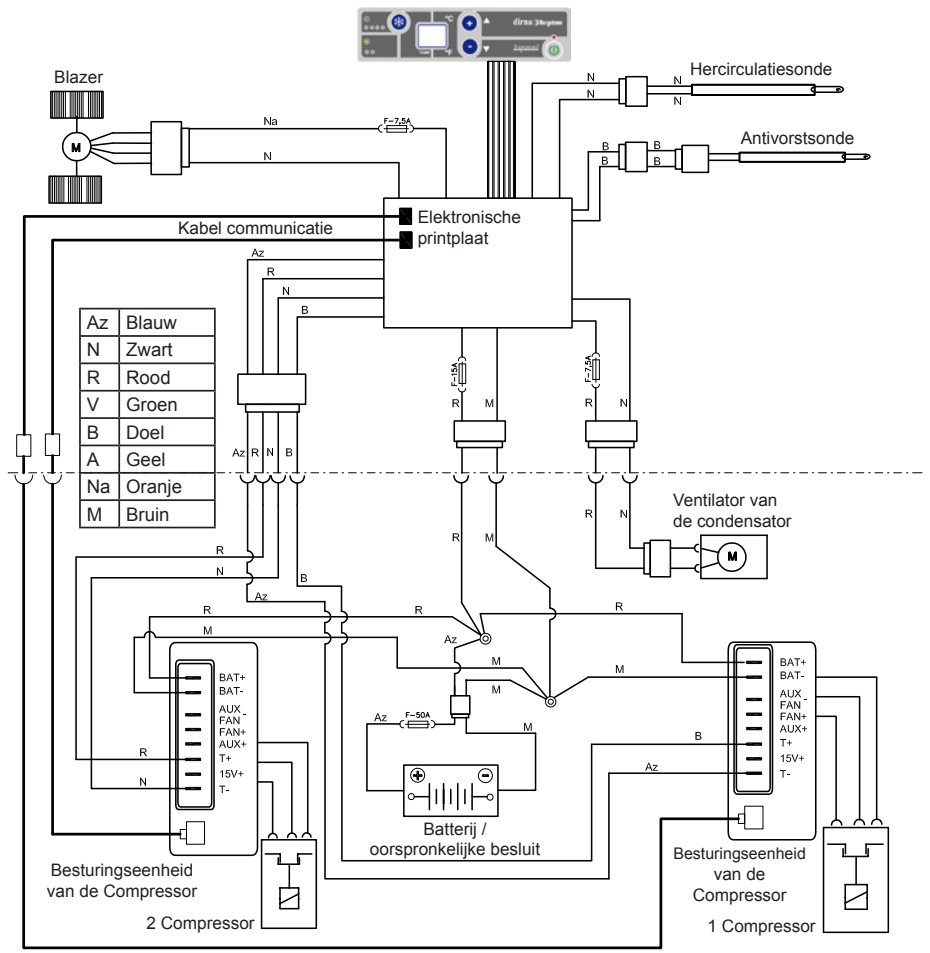 °C
°F
dirna Bergstrom
Blazer
M
Na
F-7,5A
N
N
N
Hercirculatiesonde
N
N
N
Antivorstsonde
B
B
B
B
Kabel communicatie
Elektronische
printplaat
Az
R
N
B
Az Blauw
N Zwart
R Rood
V Groen
B Doel
A Geel
Na Oranje
M Bruin
F-15A
F-7,5A
R M
R N
Az R N B
R M
R N
Ventilator van
de condensator
M
R
N
B
Az
R
M
R
Az
M
M
M
BAT+
BAT-
AUX -
FAN
FAN+
AUX+
T+
15V+
T-
R
N
Az
F-50A
M
Batterij /
oorspronkelijke besluit
BAT+
BAT-
AUX -
FAN
FAN+
AUX+
T+
15V+
T-
B
Az
Besturingseenheid
van de Compressor
2 Compressor
Besturingseenheid
van de
Compressor
1 Compressor